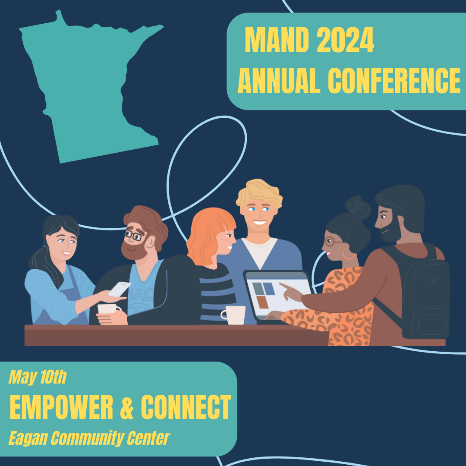 MAND 2024
ANNUAL CONFERENCE
May 10th
EMPOWER & CONNECT
Eagan Community Center